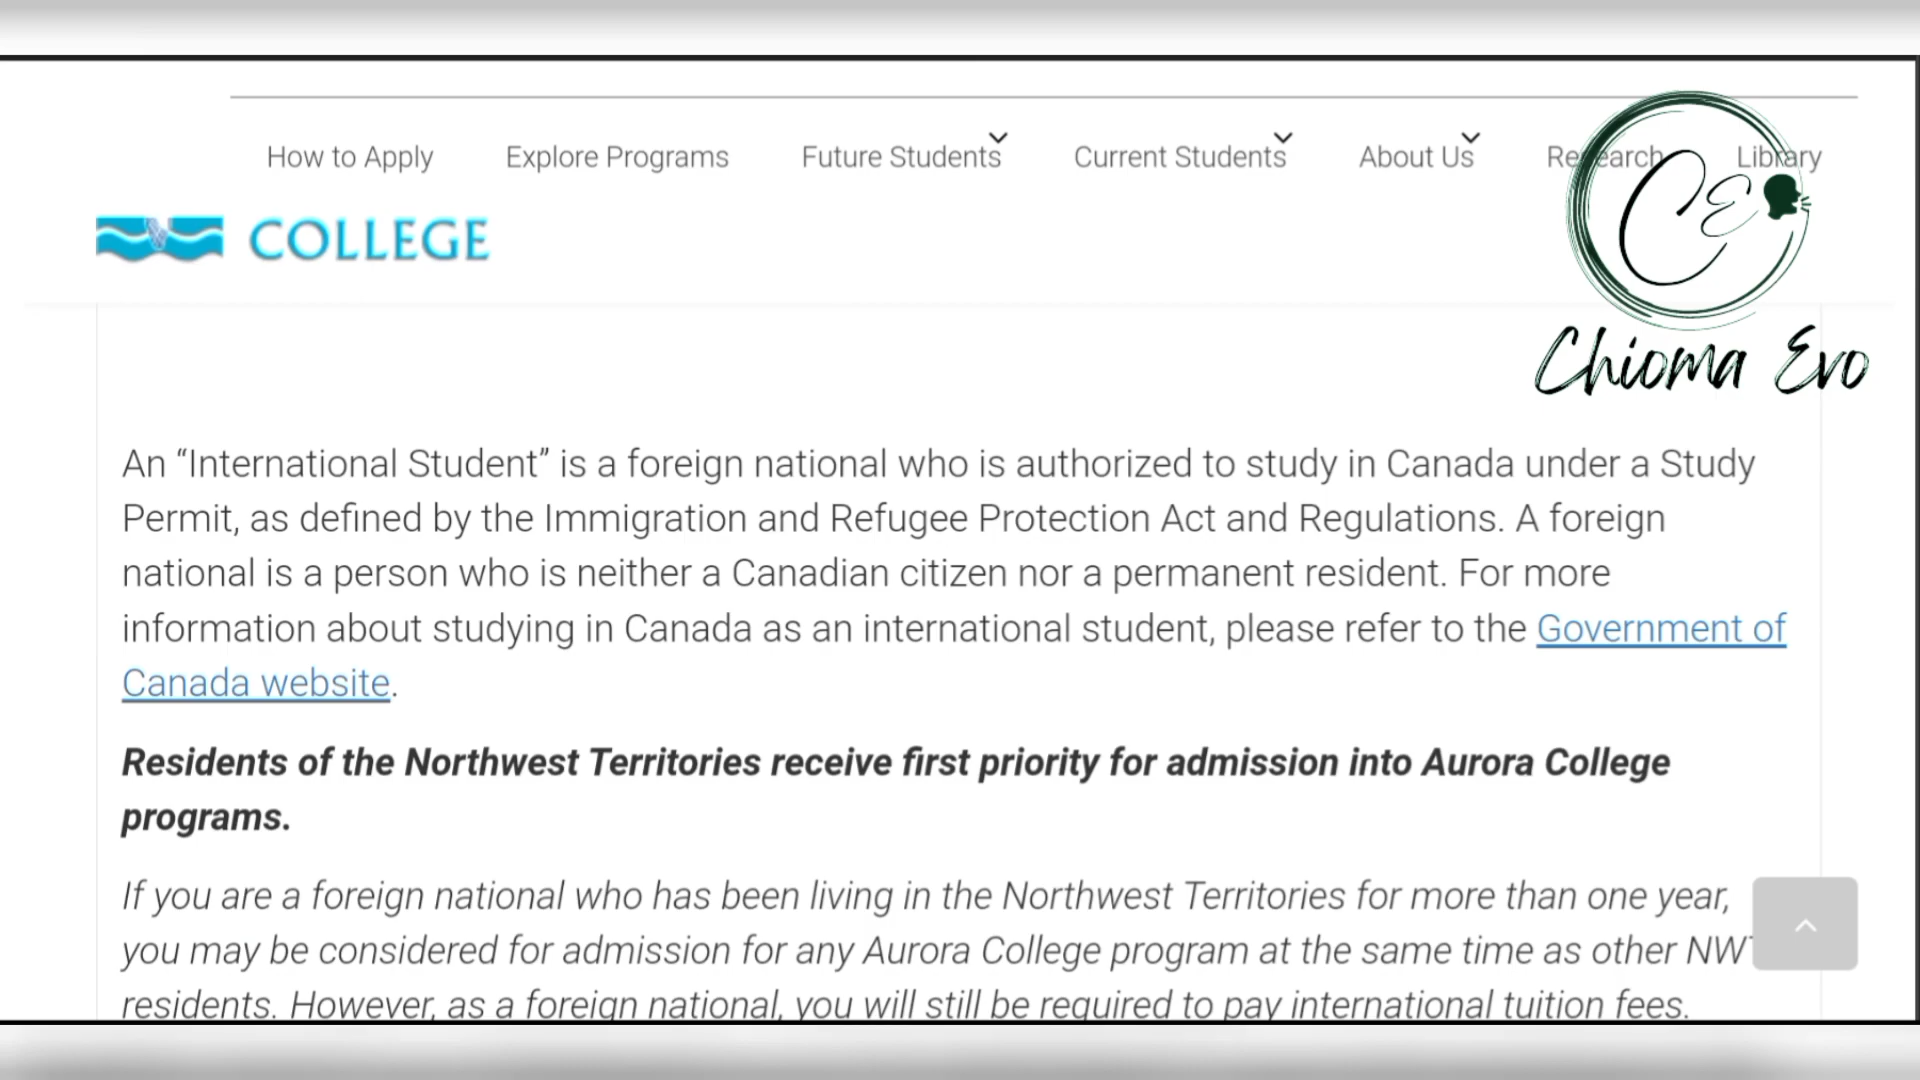 How to Apply Explore Programs Future Students Current Students About Us Research Library
COLLEGE
CE
Chioma Evo
An “International Student” is a foreign national who is authorized to study in Canada under a Study
Permit, as defined by the Immigration and Refugee Protection Act and Regulations. A foreign
national is a person who is neither a Canadian citizen nor a permanent resident. For more
information about studying in Canada as an international student, please refer to the Government of
Canada website.
Residents of the Northwest Territories receive first priority for admission into Aurora College
programs.
If you are a foreign national who has been living in the Northwest Territories for more than one year,
you may be considered for admission for any Aurora College program at the same time as other NWT
residents. However, as a foreign national, you will still be required to pay international tuition fees.